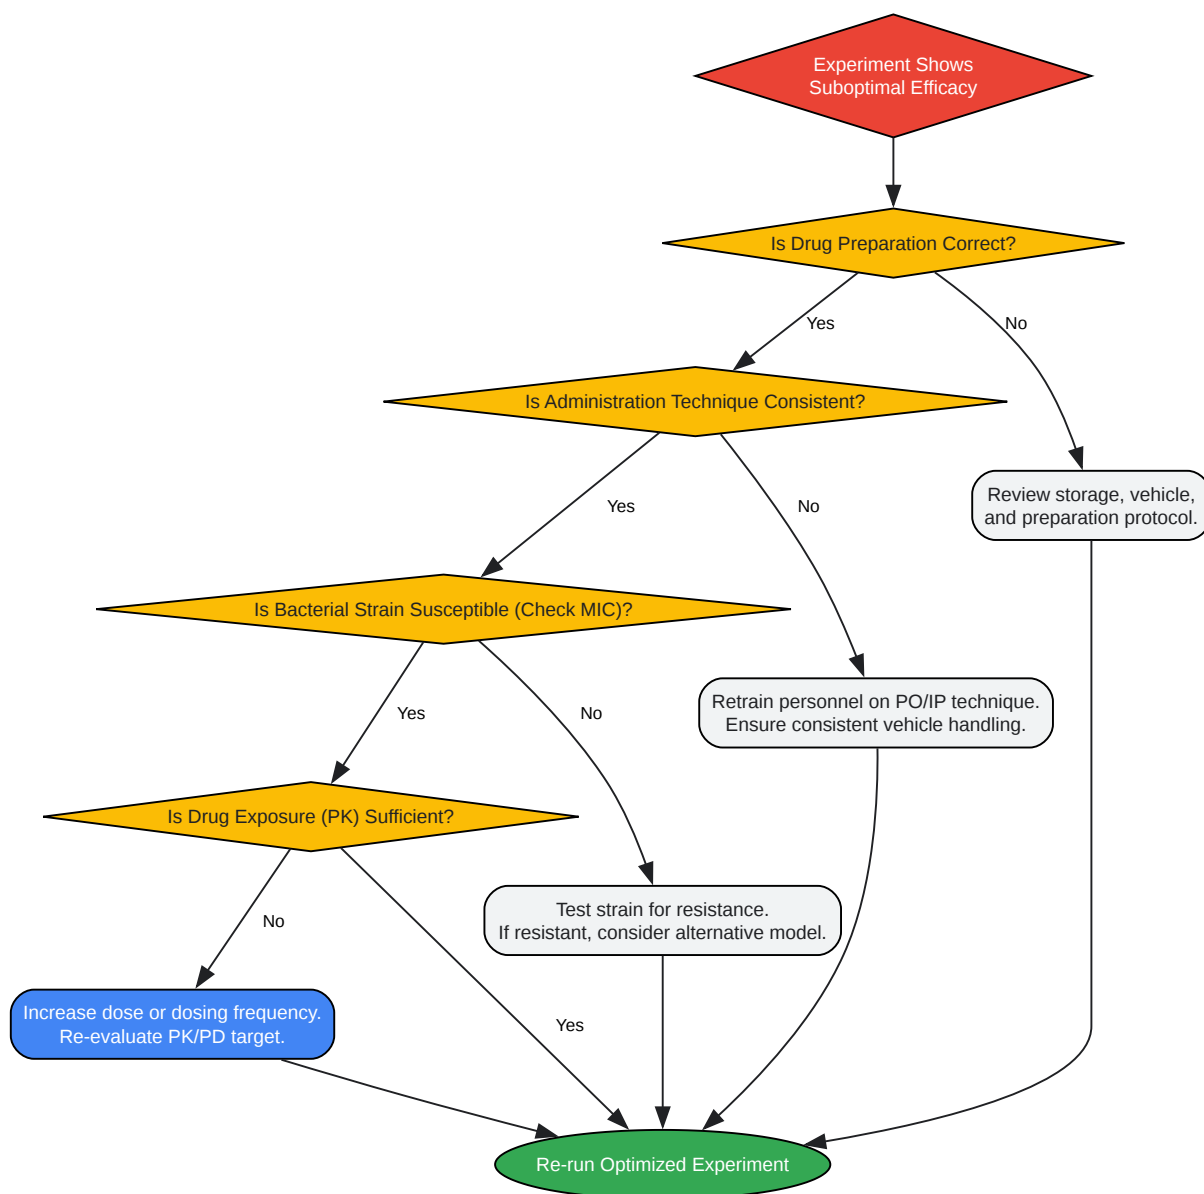 Experiment Shows
Suboptimal Efficacy
Is Drug Preparation Correct?
Yes
No
Is Administration Technique Consistent?
Review storage, vehicle,
and preparation protocol.
Yes
No
Is Bacterial Strain Susceptible (Check MIC)?
Retrain personnel on PO/IP technique.
Ensure consistent vehicle handling.
Yes
No
Is Drug Exposure (PK) Sufficient?
Test strain for resistance.
If resistant, consider alternative model.
No
Yes
Increase dose or dosing frequency.
Re-evaluate PK/PD target.
Re-run Optimized Experiment